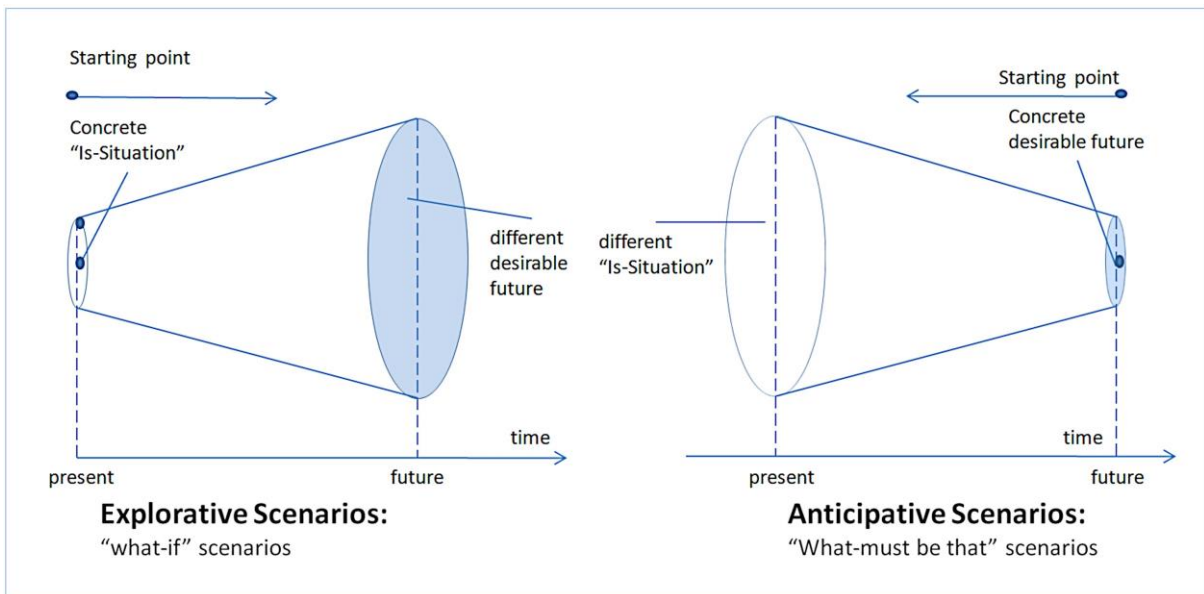 Starting point
Concrete
“Is-Situation”
different
desirable
future
time
present
future
Explorative Scenarios:
“what-if” scenarios
Starting point
Concrete
desirable future
different
“Is-Situation”
time
present
future
Anticipative Scenarios:
“What-must be that” scenarios